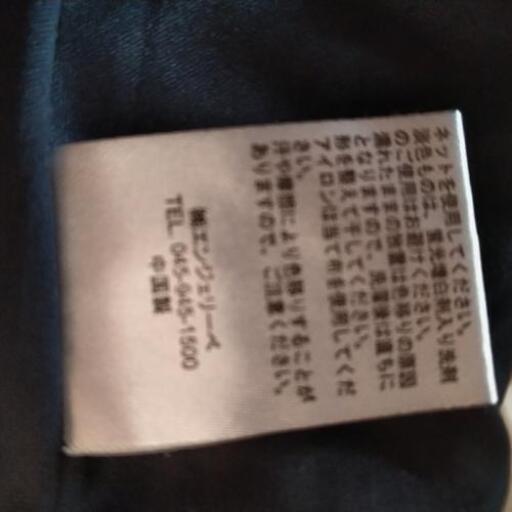 ネットを使用してください。
淡色ものは、蛍光増白剤入り洗剤
のご使用はお避けください。
濡れたままの放置は色移りの原因
となりますので、洗濯後は直ちに
形を整えて干してください。
アイロンは当て布を使用してくだ
さい。
汗や摩擦により色移りすることが
ありますので、ご注意ください。
㈱エンジェリーベ
TEL. 045-945-1500
中国製